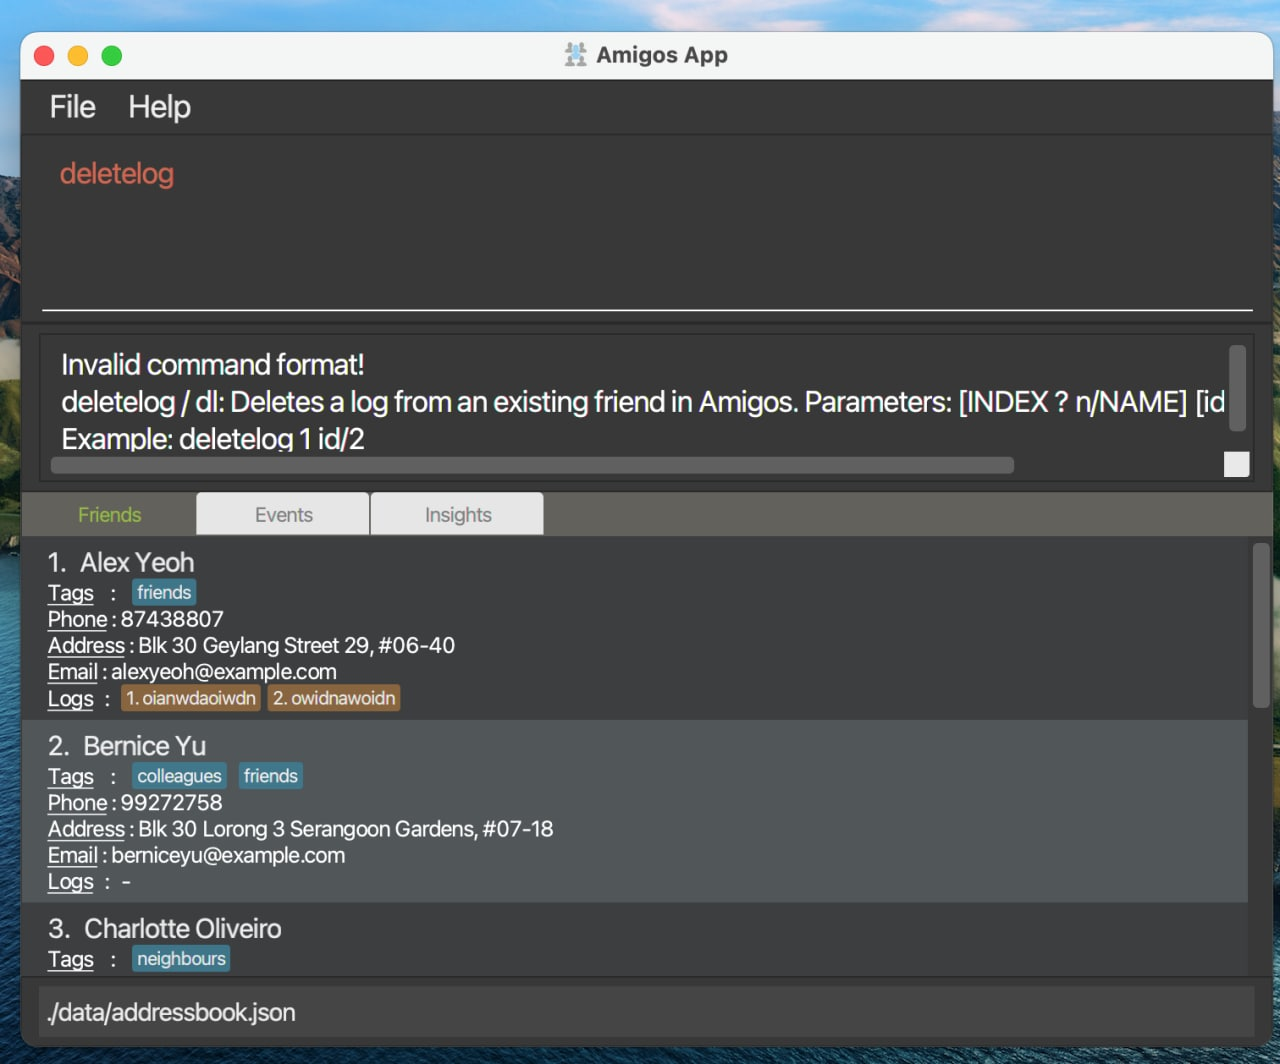 Amigos App
File Help
deletelog
Invalid command format!
deletelog / dl: Deletes a log from an existing friend in Amigos. Parameters: [INDEX ? n/NAME] [id
Example: deletelog 1 id/2
Friends Events Insights
1. Alex Yeoh
Tags : friends
Phone : 87438807
Address : Blk 30 Geylang Street 29, #06-40
Email : alexyeoh@example.com
Logs : 1. oianwdaoiwdn 2. owidnawoidn
2. Bernice Yu
Tags : colleagues friends
Phone : 99272758
Address : Blk 30 Lorong 3 Serangoon Gardens, #07-18
Email : berniceyu@example.com
Logs : -
3. Charlotte Oliveiro
Tags : neighbours
./data/addressbook.json